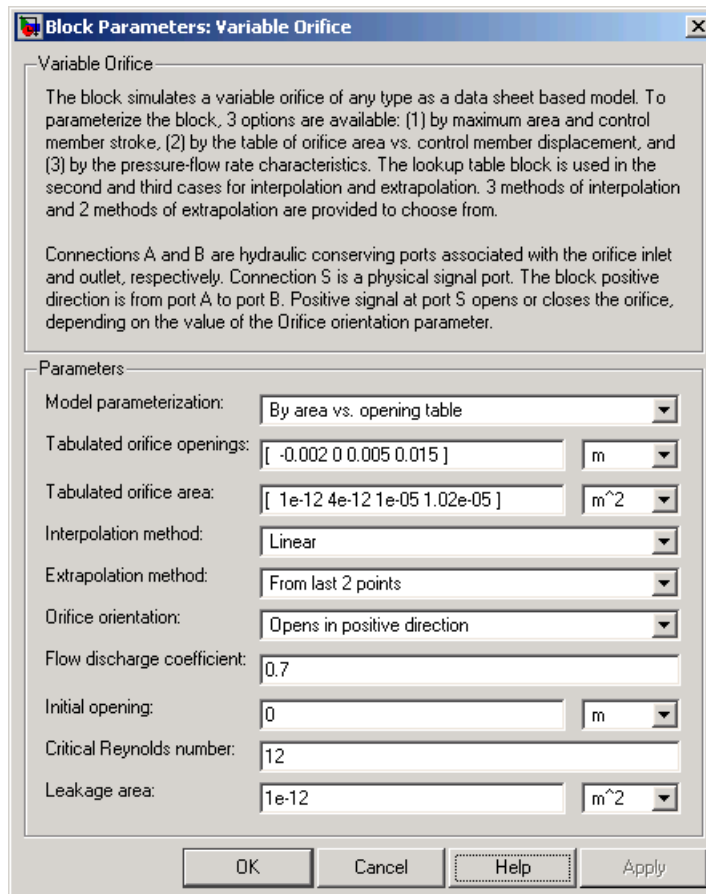 Block Parameters: Variable Orifice
Variable Orifice
The block simulates a variable orifice of any type as a data sheet based model. To
parameterize the block, 3 options are available: (1) by maximum area and control
member stroke, (2) by the table of orifice area vs. control member displacement, and
(3) by the pressure-flow rate characteristics. The lookup table block is used in the
second and third cases for interpolation and extrapolation. 3 methods of interpolation
and 2 methods of extrapolation are provided to choose from.
Connections A and B are hydraulic conserving ports associated with the orifice inlet
and outlet, respectively. Connection S is a physical signal port. The block positive
direction is from port A to port B. Positive signal at port S opens or closes the orifice,
depending on the value of the Orifice orientation parameter.
Parameters
Model parameterization: By area vs. opening table
Tabulated orifice openings: [ -0.002 0 0.005 0.015 ] m
Tabulated orifice area: [ 1e-12 4e-12 1e-05 1.02e-05 ] m^2
Interpolation method: Linear
Extrapolation method: From last 2 points
Orifice orientation: Opens in positive direction
Flow discharge coefficient: 0.7
Initial opening: 0 m
Critical Reynolds number: 12
Leakage area: 1e-12 m^2
OK Cancel Help Apply